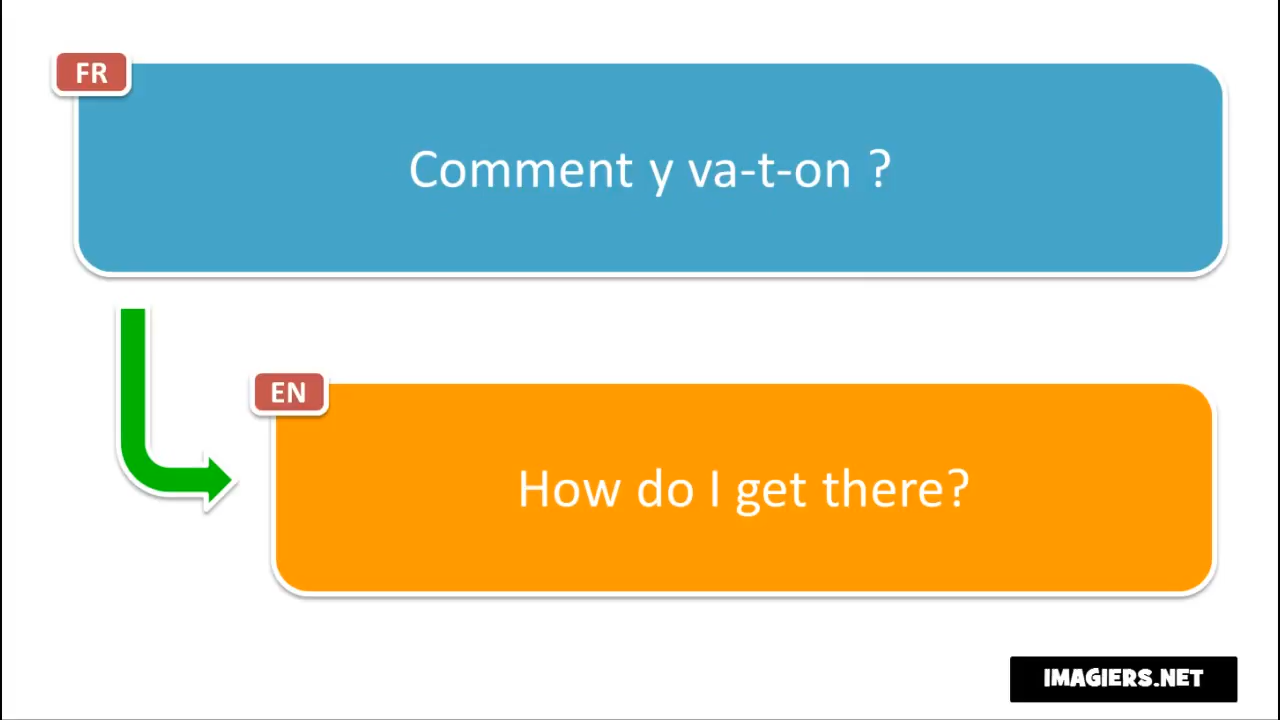 FR
Comment y va-t-on ?
EN
How do I get there?
IMAGIERS.NET